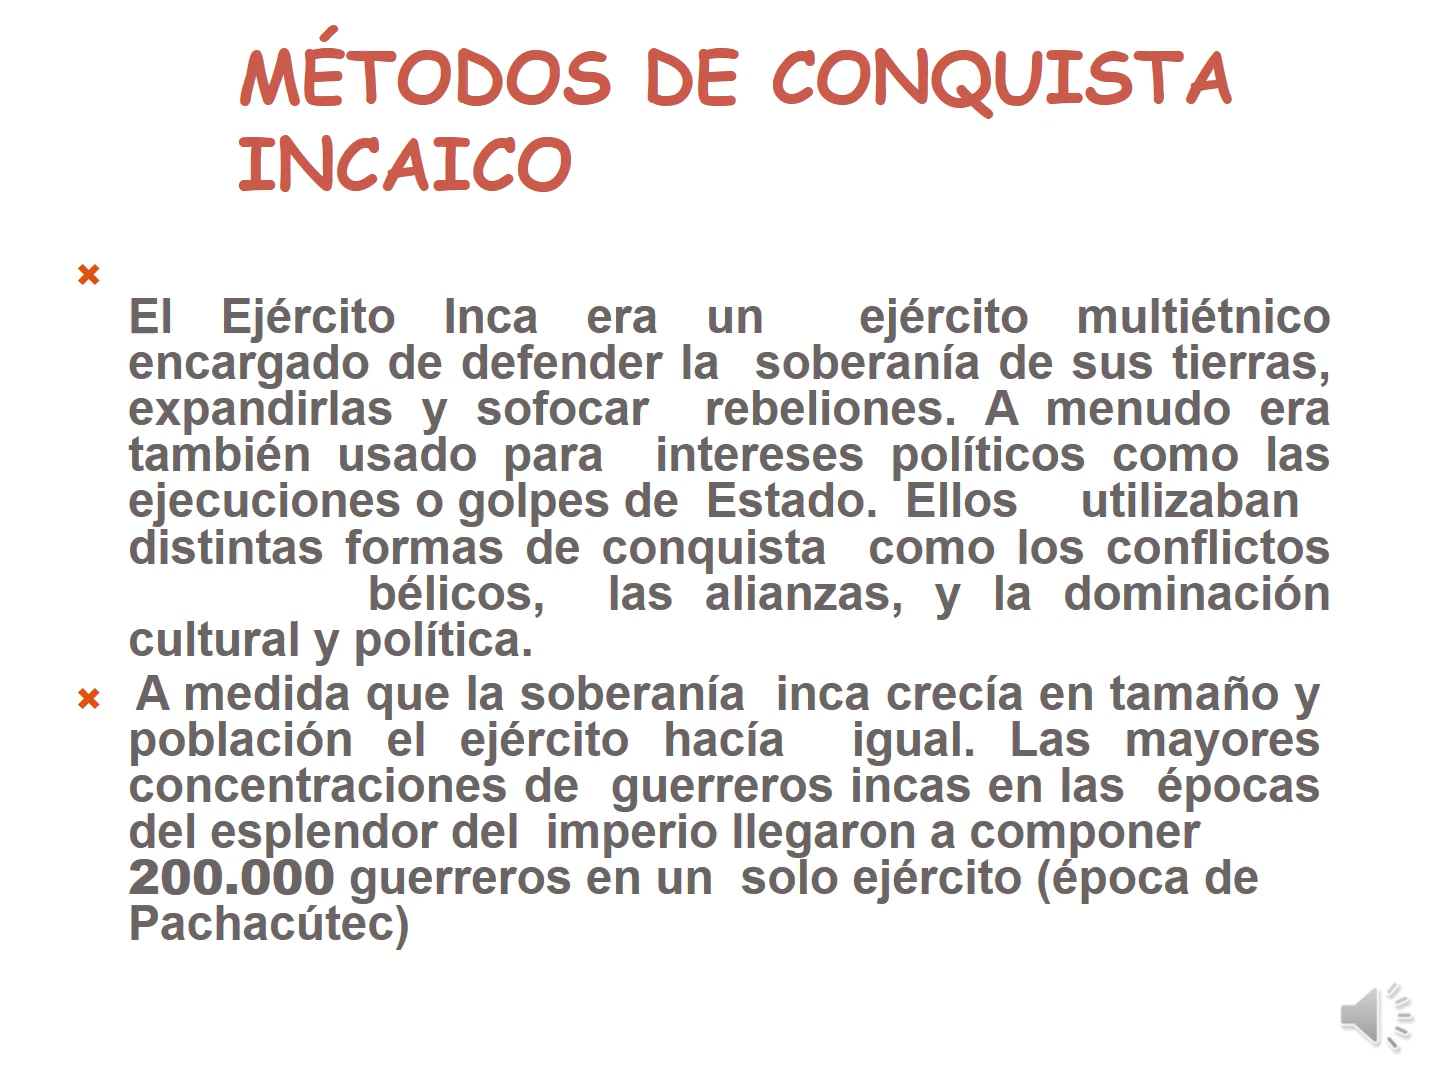 MÉTODOS DE CONQUISTA
INCAICO
El Ejército Inca era un ejército multiétnico
encargado de defender la soberanía de sus tierras,
expandirlas y sofocar rebeliones. A menudo era
también usado para intereses políticos como las
ejecuciones o golpes de Estado. Ellos utilizaban
distintas formas de conquista como los conflictos
bélicos, las alianzas, y la dominación
cultural y política.
A medida que la soberanía inca crecía en tamaño y
población el ejército hacía igual. Las mayores
concentraciones de guerreros incas en las épocas
del esplendor del imperio llegaron a componer
200.000 guerreros en un solo ejército (época de
Pachacútec)